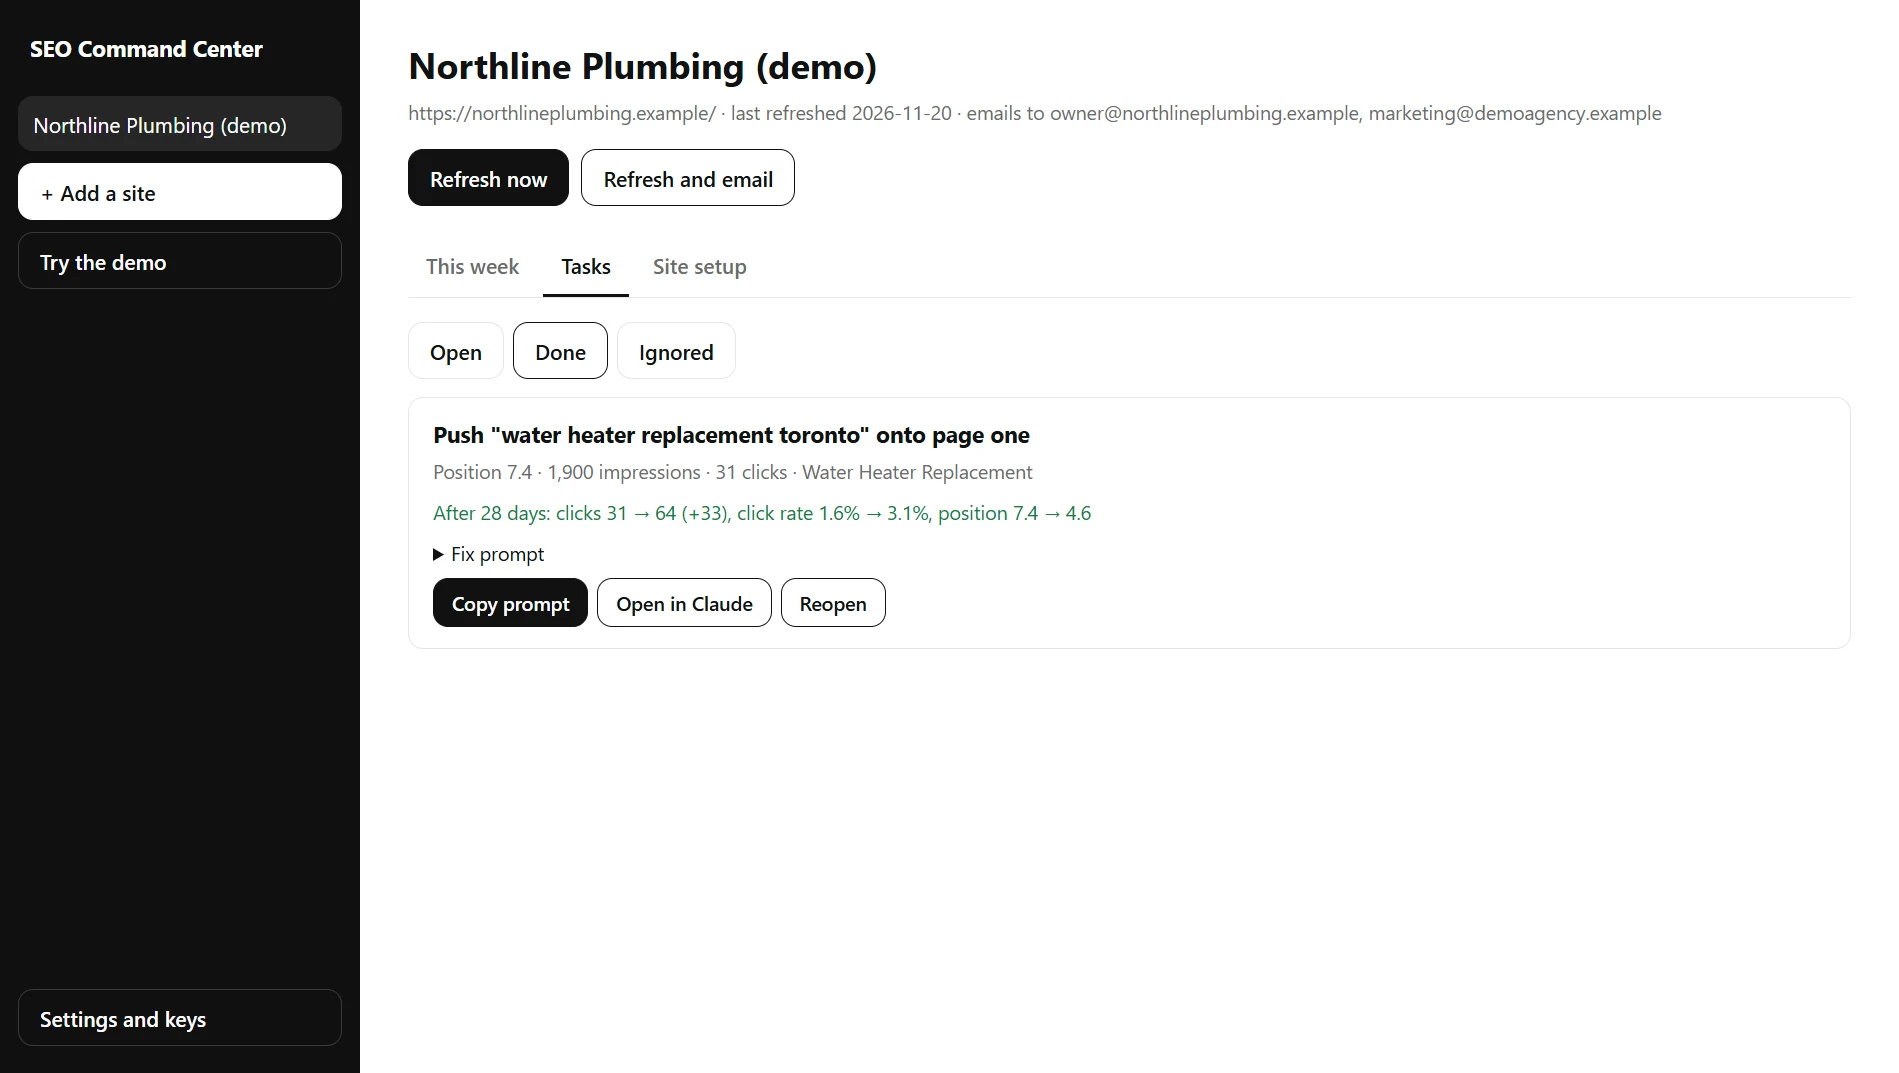 SEO Command Center
Northline Plumbing (demo)
+ Add a site
Try the demo
Settings and keys
Northline Plumbing (demo)
https://northlineplumbing.example/ · last refreshed 2026-11-20 · emails to owner@northlineplumbing.example, marketing@demoagency.example
Refresh now
Refresh and email
This week
Tasks
Site setup
Open
Done
Ignored
Push "water heater replacement toronto" onto page one
Position 7.4 · 1,900 impressions · 31 clicks · Water Heater Replacement
After 28 days: clicks 31 → 64 (+33), click rate 1.6% → 3.1%, position 7.4 → 4.6
▶ Fix prompt
Copy prompt
Open in Claude
Reopen